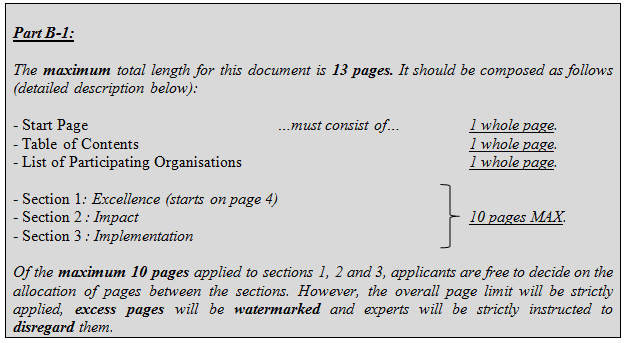 Part B-1:
The maximum total length for this document is 13 pages. It should be composed as follows
(detailed description below):
- Start Page ...must consist of... 1 whole page.
- Table of Contents 1 whole page.
- List of Participating Organisations 1 whole page.
- Section 1: Excellence (starts on page 4)
- Section 2 : Impact 10 pages MAX.
- Section 3 : Implementation
Of the maximum 10 pages applied to sections 1, 2 and 3, applicants are free to decide on the
allocation of pages between the sections. However, the overall page limit will be strictly
applied, excess pages will be watermarked and experts will be strictly instructed to
disregard them.